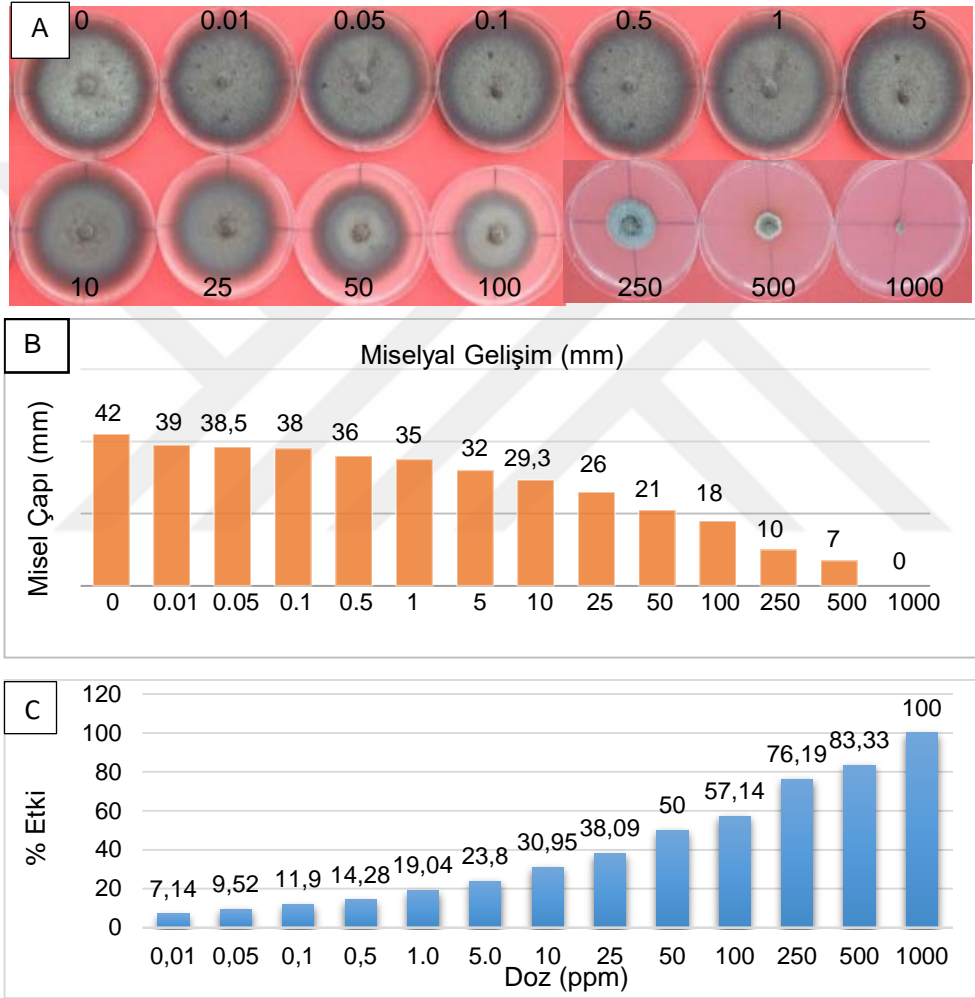 A
0 0.01 0.05 0.1 0.5 1 5
10 25 50 100 250 500 1000
B
Miselyal Gelişim (mm)
Misel Çapı (mm)
42 39 38,5 38 36 35 32 29,3 26 21 18 10 7 0
0 0.01 0.05 0.1 0.5 1 5 10 25 50 100 250 500 1000
C
% Etki
120
100
80
60
40
20
0
7,14 9,52 11,9 14,28 19,04 23,8 30,95 38,09 50 57,14 76,19 83,33 100
0,01 0,05 0,1 0,5 1.0 5.0 10 25 50 100 250 500 1000
Doz (ppm)